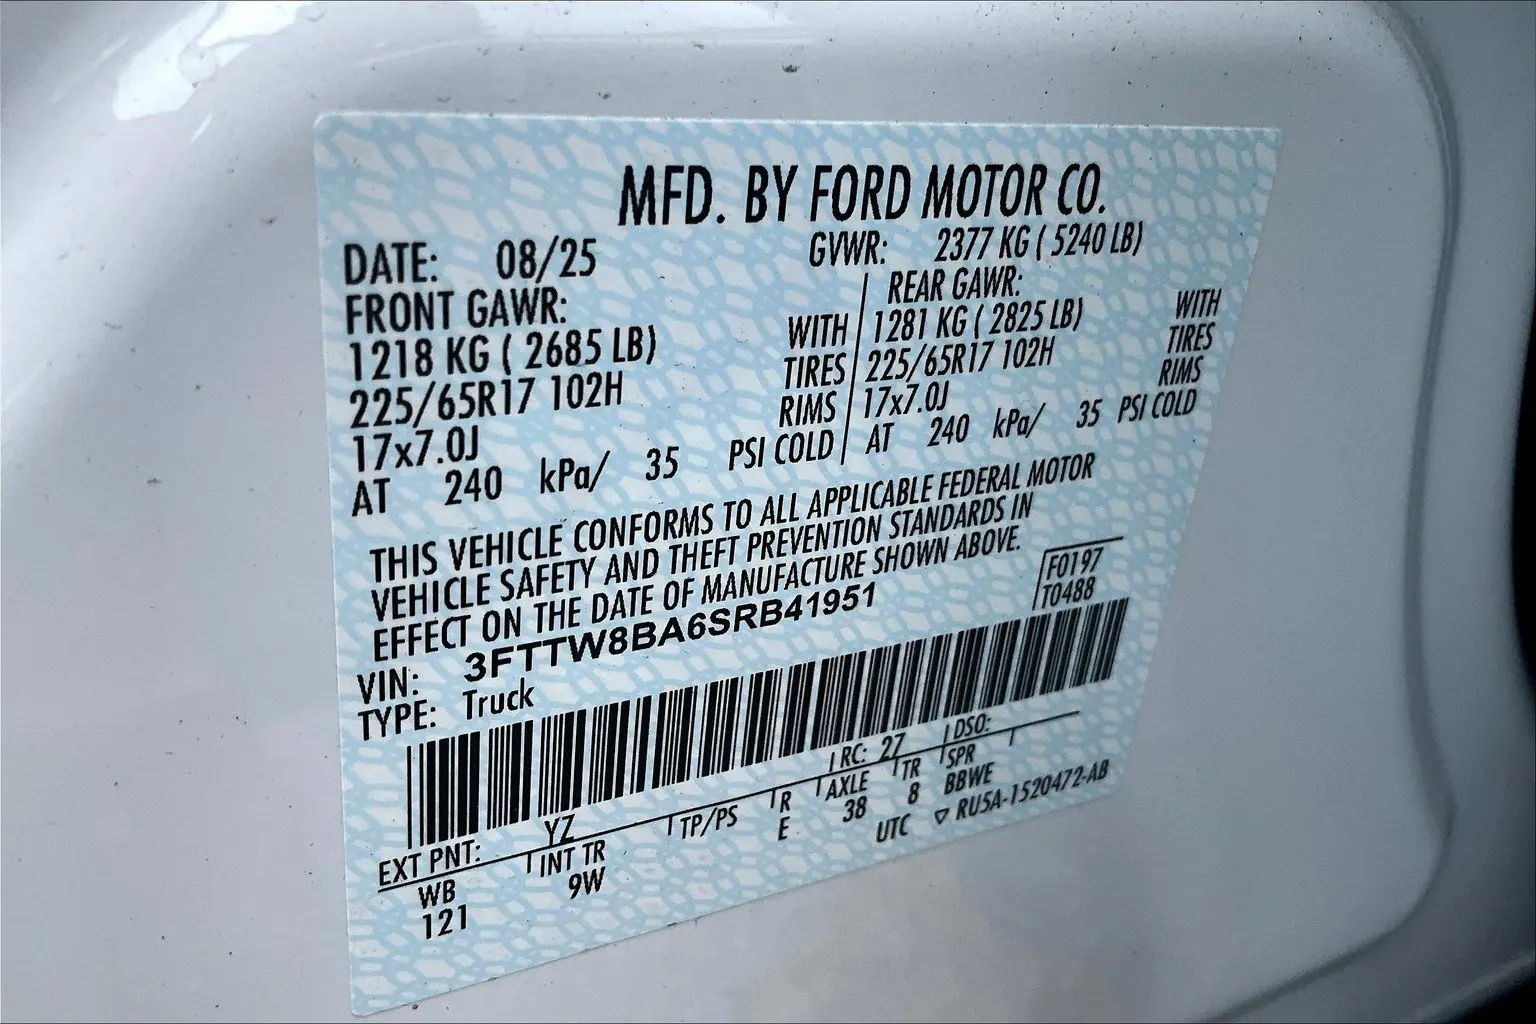 MFD. BY FORD MOTOR CO.
DATE: 08/25 GVWR: 2377 KG ( 5240 LB)
FRONT GAWR: REAR GAWR:
1218 KG ( 2685 LB) WITH 1281 KG ( 2825 LB) WITH
225/65R17 102H TIRES 225/65R17 102H TIRES
17x7.0J RIMS 17x7.0J RIMS
AT 240 kPa/ 35 PSI COLD AT 240 kPa/ 35 PSI COLD
THIS VEHICLE CONFORMS TO ALL APPLICABLE FEDERAL MOTOR
VEHICLE SAFETY AND THEFT PREVENTION STANDARDS IN
EFFECT ON THE DATE OF MANUFACTURE SHOWN ABOVE.
VIN: 3FTTW8BA6SRB41951 F0197
TYPE: Truck T0488
EXT PNT: YZ RC: 27 DSO:
WB INT TR TP/PS R AXLE TR SPR
121 9W E 38 8 BBWE
UTC ▽ RU5A-1520472-AB